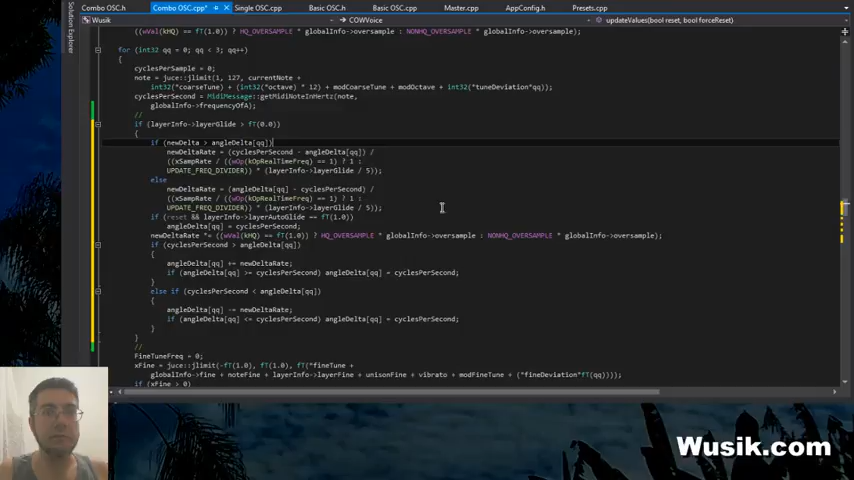 Combo OSC.h
Combo OSC.cpp*
Single OSC.cpp
Basic OSC.h
Basic OSC.cpp
Master.cpp
AppConfig.h
Presets.cpp
Solution Explorer
Wusik
COWVoice
updateValues(bool reset, bool forceReset)
((wVal(kHQ) == fT(1.0)) ? HQ_OVERSAMPLE * globalInfo->oversample : NONHQ_OVERSAMPLE * globalInfo->oversample);
for (int32 qq = 0; qq < 3; qq++)
{
cyclesPerSample = 0;
note = juce::jlimit(1, 127, currentNote +
int32(*coarseTune) + (int32(*octave) * 12) + modCoarseTune + modOctave + int32(*tuneDeviation*qq));
cyclesPerSecond = MidiMessage::getMidiNoteInHertz(note,
globalInfo->frequencyOfA);
//
if (layerInfo->layerGlide > fT(0.0))
{
if (newDelta > angleDelta[qq])
newDeltaRate = (cyclesPerSecond - angleDelta[qq]) /
((xSampRate / ((wOp(kOpRealTimeFreq) == 1) ? 1 :
UPDATE_FREQ_DIVIDER)) * (layerInfo->layerGlide / 5));
else
newDeltaRate = (angleDelta[qq] - cyclesPerSecond) /
((xSampRate / ((wOp(kOpRealTimeFreq) == 1) ? 1 :
UPDATE_FREQ_DIVIDER)) * (layerInfo->layerGlide / 5));
if (reset && layerInfo->layerAutoGlide == fT(1.0))
angleDelta[qq] = cyclesPerSecond;
newDeltaRate *= ((wVal(kHQ) == fT(1.0)) ? HQ_OVERSAMPLE * globalInfo->oversample : NONHQ_OVERSAMPLE * globalInfo->oversample);
if (cyclesPerSecond > angleDelta[qq])
{
angleDelta[qq] += newDeltaRate;
if (angleDelta[qq] >= cyclesPerSecond) angleDelta[qq] = cyclesPerSecond;
}
else if (cyclesPerSecond < angleDelta[qq])
{
angleDelta[qq] -= newDeltaRate;
if (angleDelta[qq] <= cyclesPerSecond) angleDelta[qq] = cyclesPerSecond;
}
}
//
FineTuneFreq = 0;
xFine = juce::jlimit(-fT(1.0), fT(1.0), fT(*fineTune +
globalInfo->fine + noteFine + layerInfo->layerFine + unisonFine + vibrato + modFineTune + (*fineDeviation*fT(qq))));
if (xFine > 0)
Wusik.com